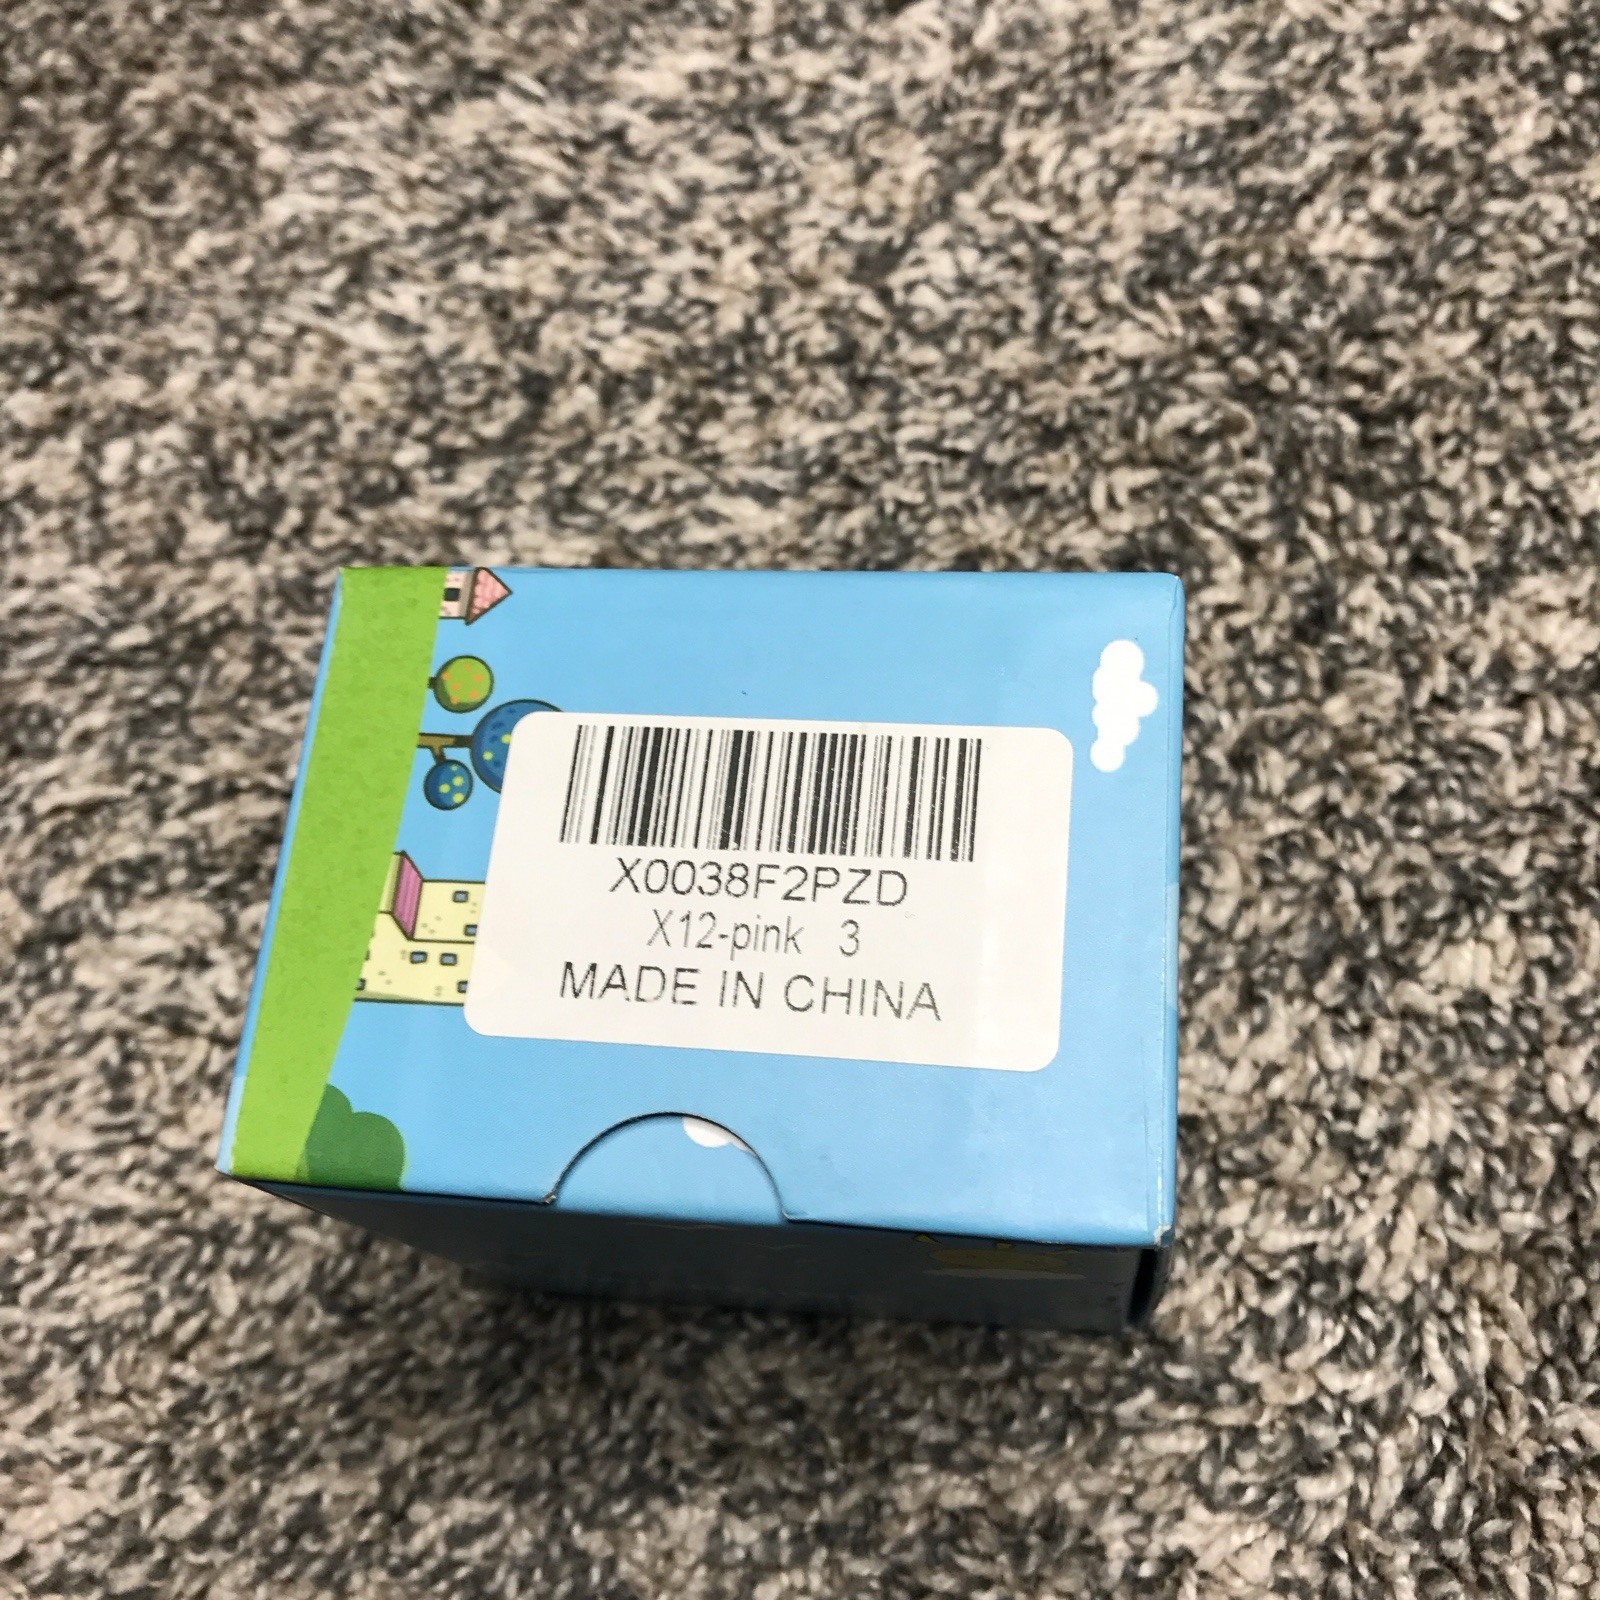 X0038F2PZD
X12-pink 3
MADE IN CHINA